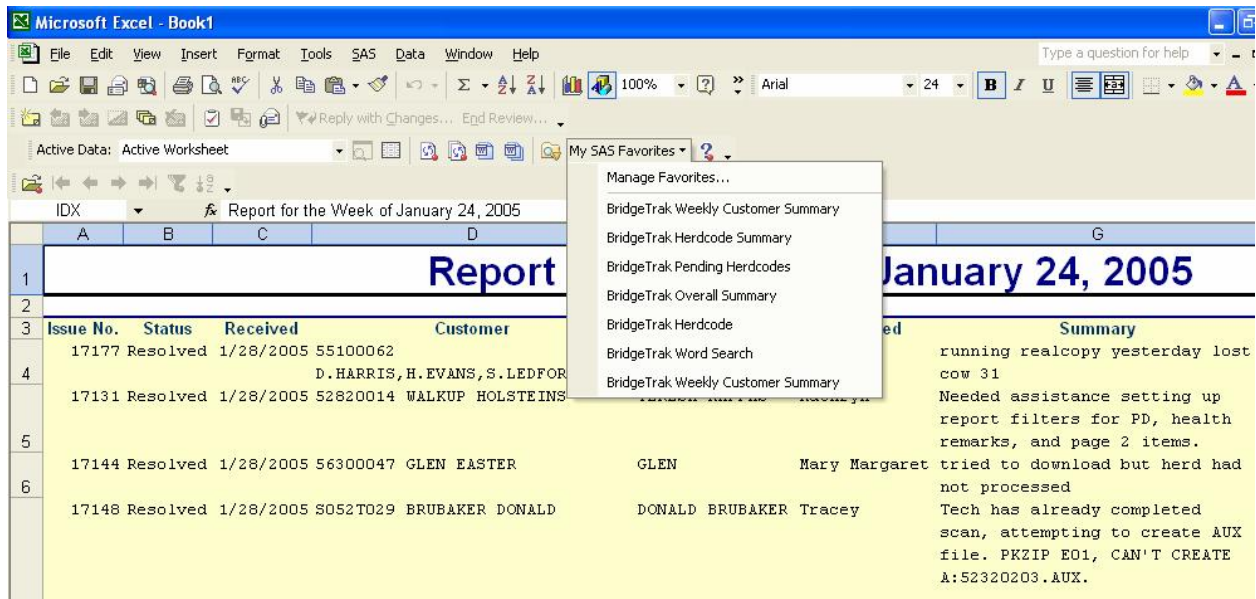 Microsoft Excel - Book1
File Edit View Insert Format Tools SAS Data Window Help Type a question for help
100% Arial 24 B I U A
Reply with Changes... End Review...
Active Data: Active Worksheet My SAS Favorites
Manage Favorites...
BridgeTrak Weekly Customer Summary
BridgeTrak Herdcode Summary
BridgeTrak Pending Herdcodes
BridgeTrak Overall Summary
BridgeTrak Herdcode
BridgeTrak Word Search
BridgeTrak Weekly Customer Summary
IDX fx Report for the Week of January 24, 2005
A B C D G
1 Report January 24, 2005
2
3 Issue No. Status Received Customer ed Summary
17177 Resolved 1/28/2005 55100062 running realcopy yesterday lost
4 D.HARRIS,H.EVANS,S.LEDFOR cow 31
17131 Resolved 1/28/2005 52820014 WALKUP HOLSTEINS Needed assistance setting up
report filters for PD, health
5 remarks, and page 2 items.
17144 Resolved 1/28/2005 56300047 GLEN EASTER GLEN Mary Margaret tried to download but herd had
6 not processed
17148 Resolved 1/28/2005 S052T029 BRUBAKER DONALD DONALD BRUBAKER Tracey Tech has already completed
scan, attempting to create AUX
file. PKZIP E01, CAN'T CREATE
A:52320203.AUX.